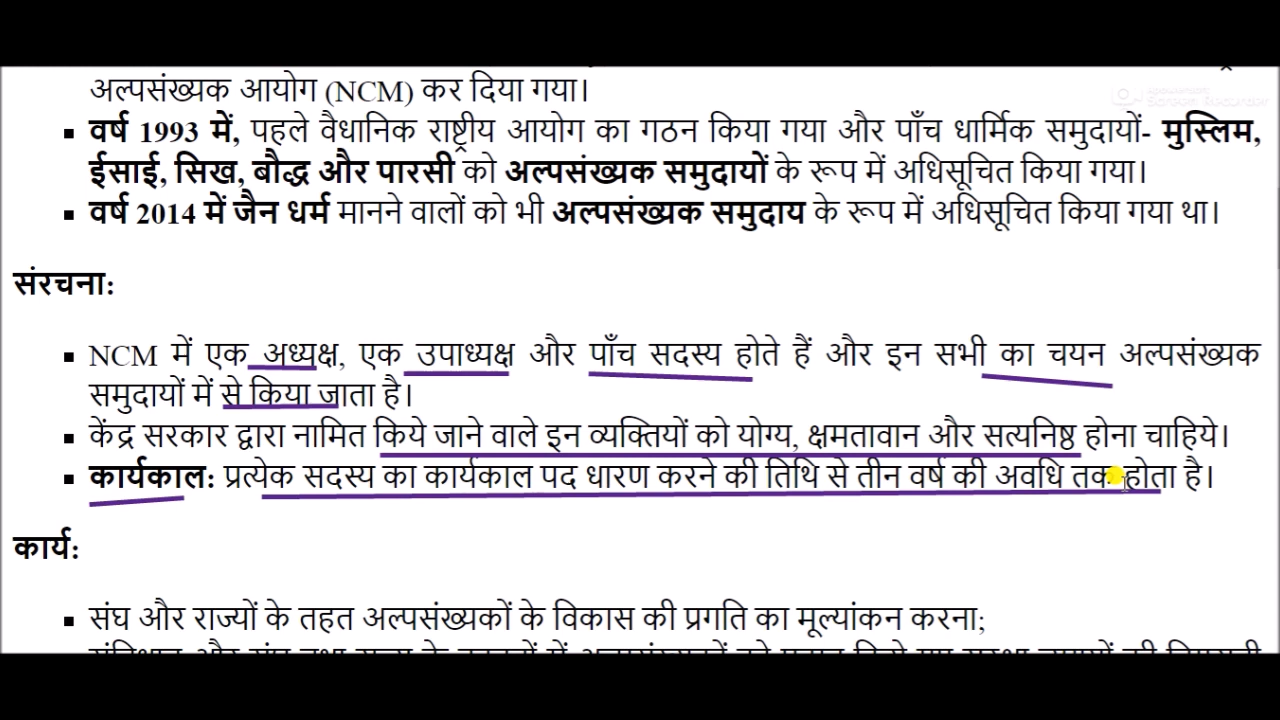 अल्पसंख्यक आयोग (NCM) कर दिया गया।
▪ वर्ष 1993 में, पहले वैधानिक राष्ट्रीय आयोग का गठन किया गया और पाँच धार्मिक समुदायों- मुस्लिम,
ईसाई, सिख, बौद्ध और पारसी को अल्पसंख्यक समुदायों के रूप में अधिसूचित किया गया।
▪ वर्ष 2014 में जैन धर्म मानने वालों को भी अल्पसंख्यक समुदाय के रूप में अधिसूचित किया गया था।
संरचना:
▪ NCM में एक अध्यक्ष, एक उपाध्यक्ष और पाँच सदस्य होते हैं और इन सभी का चयन अल्पसंख्यक
समुदायों में से किया जाता है।
▪ केंद्र सरकार द्वारा नामित किये जाने वाले इन व्यक्तियों को योग्य, क्षमतावान और सत्यनिष्ठ होना चाहिये।
▪ कार्यकाल: प्रत्येक सदस्य का कार्यकाल पद धारण करने की तिथि से तीन वर्ष की अवधि तक होता है।
कार्य:
▪ संघ और राज्यों के तहत अल्पसंख्यकों के विकास की प्रगति का मूल्यांकन करना;